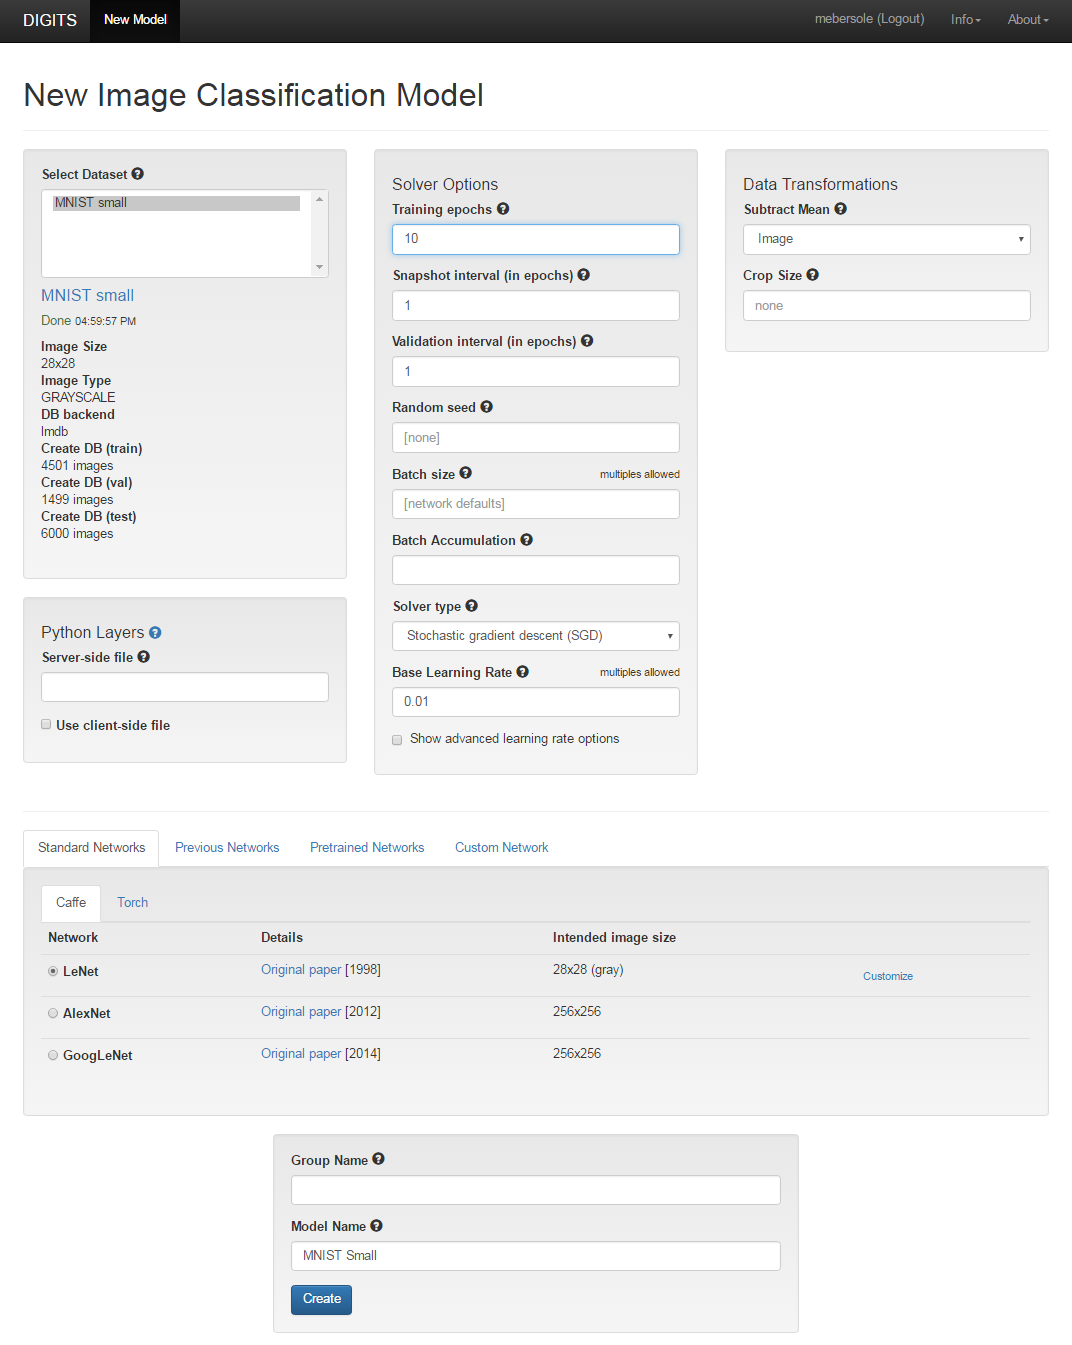 DIGITS New Model mebersole (Logout) Info About
New Image Classification Model
Select Dataset
MNIST small
MNIST small
Done 04:59:57 PM
Image Size
28x28
Image Type
GRAYSCALE
DB backend
lmdb
Create DB (train)
4501 images
Create DB (val)
1499 images
Create DB (test)
6000 images
Python Layers
Server-side file
Use client-side file
Solver Options
Training epochs
10
Snapshot interval (in epochs)
1
Validation interval (in epochs)
1
Random seed
[none]
Batch size multiples allowed
[network defaults]
Batch Accumulation
Solver type
Stochastic gradient descent (SGD)
Base Learning Rate multiples allowed
0.01
Show advanced learning rate options
Data Transformations
Subtract Mean
Image
Crop Size
none
Standard Networks Previous Networks Pretrained Networks Custom Network
Caffe Torch
Network Details Intended image size
LeNet Original paper [1998] 28x28 (gray) Customize
AlexNet Original paper [2012] 256x256
GoogLeNet Original paper [2014] 256x256
Group Name
Model Name
MNIST Small
Create